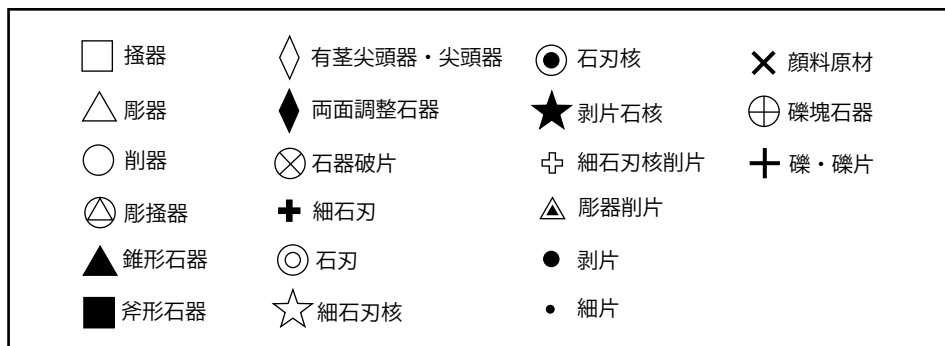 掻器
彫器
削器
彫掻器
錐形石器
斧形石器
有茎尖頭器・尖頭器
両面調整石器
石器破片
細石刃
石刃
細石刃核
石刃核
剥片石核
細石刃核削片
彫器削片
剥片
細片
顔料原材
礫塊石器
礫・礫片